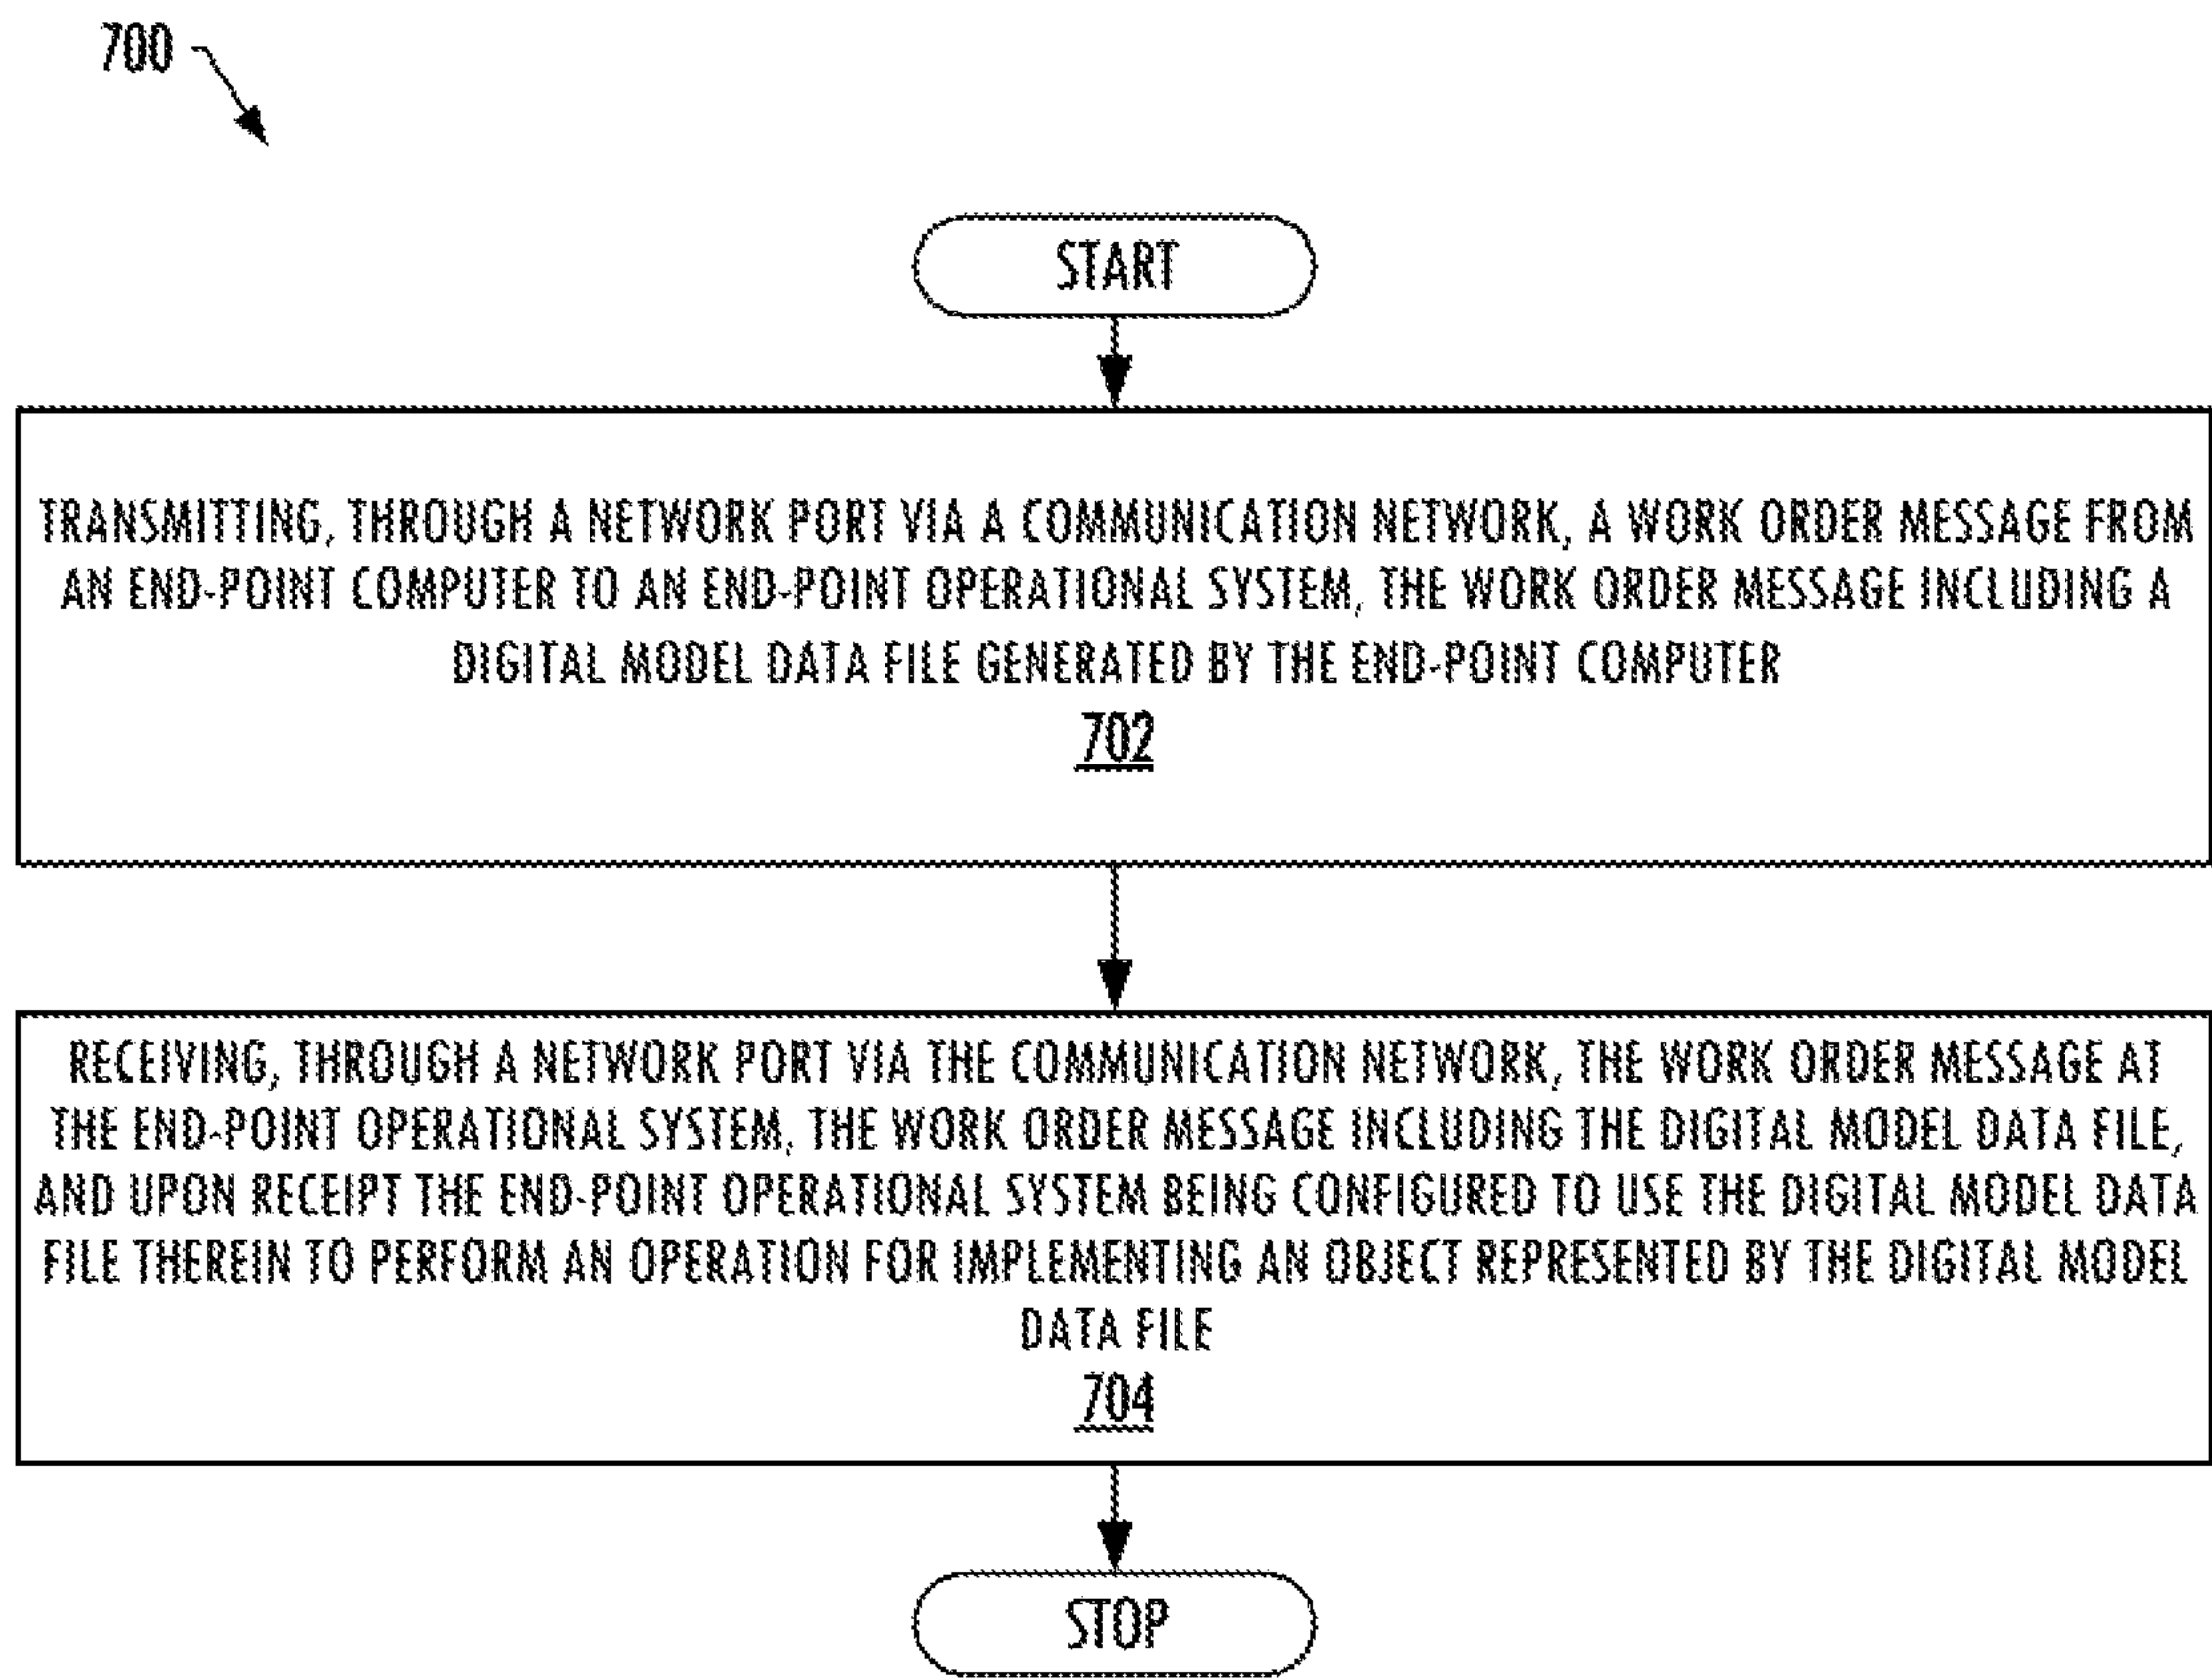 700
START
TRANSMITTING, THROUGH A NETWORK PORT VIA A COMMUNICATION NETWORK, A WORK ORDER MESSAGE FROM
AN END-POINT COMPUTER TO AN END-POINT OPERATIONAL SYSTEM, THE WORK ORDER MESSAGE INCLUDING A
DIGITAL MODEL DATA FILE GENERATED BY THE END-POINT COMPUTER
702
RECEIVING, THROUGH A NETWORK PORT VIA THE COMMUNICATION NETWORK, THE WORK ORDER MESSAGE AT
THE END-POINT OPERATIONAL SYSTEM, THE WORK ORDER MESSAGE INCLUDING THE DIGITAL MODEL DATA FILE,
AND UPON RECEIPT THE END-POINT OPERATIONAL SYSTEM BEING CONFIGURED TO USE THE DIGITAL MODEL DATA
FILE THEREIN TO PERFORM AN OPERATION FOR IMPLEMENTING AN OBJECT REPRESENTED BY THE DIGITAL MODEL
DATA FILE
704
STOP